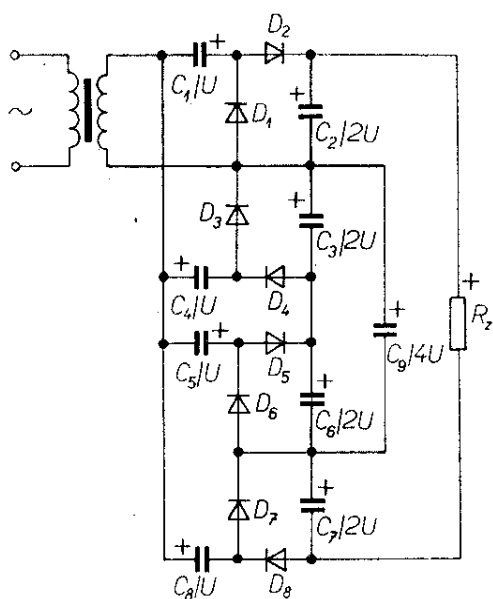 D2
+
C1/U
D1
+
C2/2U
~
D3
+
C3/2U
+
C4/U
D4
+
C5/U
D5
+
C9/4U
+
Rz
D6
+
C6/2U
D7
+
C7/2U
+
C8/U
D8